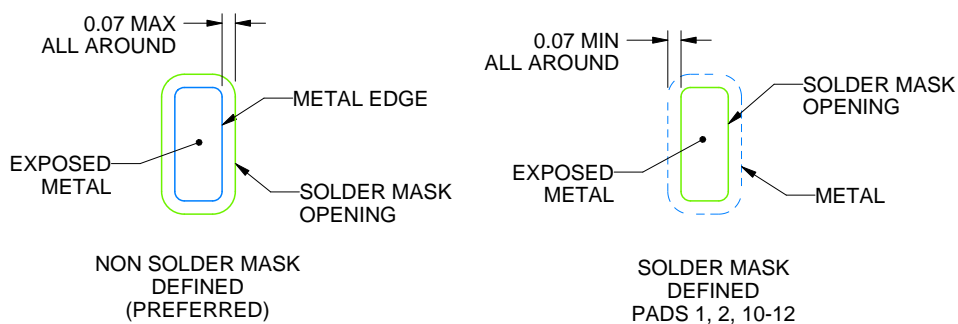 0.07 MAX
ALL AROUND
METAL EDGE
EXPOSED
METAL
SOLDER MASK
OPENING
NON SOLDER MASK
DEFINED
(PREFERRED)
0.07 MIN
ALL AROUND
SOLDER MASK
OPENING
EXPOSED
METAL
METAL
SOLDER MASK
DEFINED
PADS 1, 2, 10-12